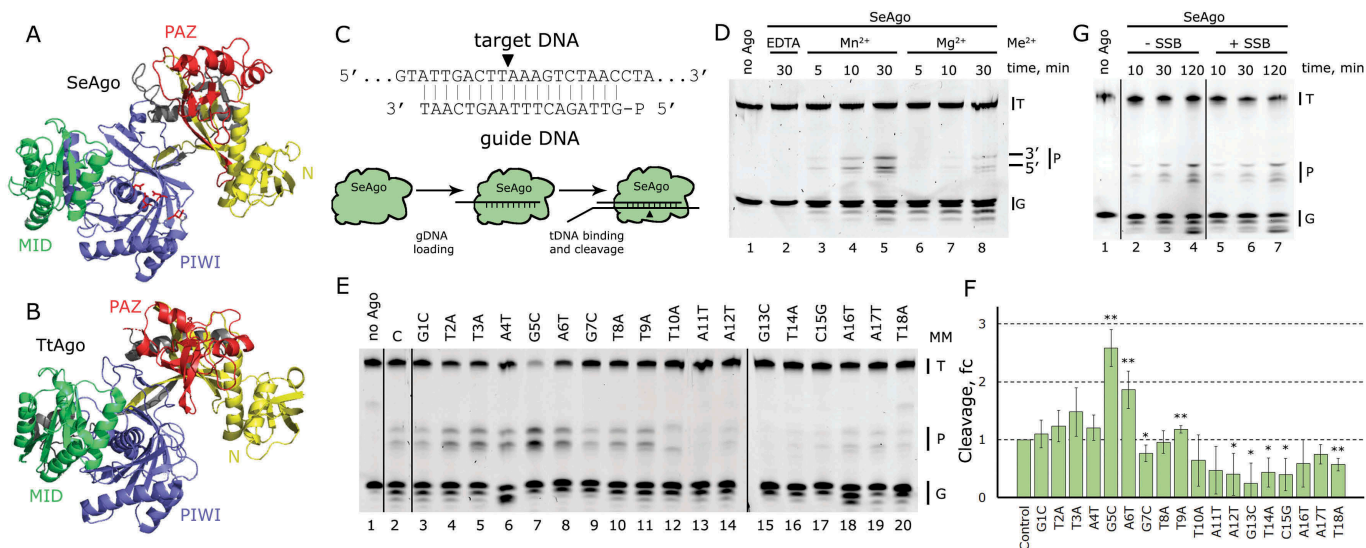 A
PAZ
SeAgo
N
MID
PIWI
B
PAZ
TtAgo
N
MID
PIWI
C
target DNA
5′...GTATTGACTTAAAGTCTAACCTA...3′
3′ TAACTGAATTTCAGATTG-P 5′
guide DNA
SeAgo SeAgo SeAgo
gDNA loading
tDNA binding and cleavage
D
SeAgo
no Ago EDTA Mn²⁺ Mg²⁺ Me²⁺
30 5 10 30 5 10 30 time, min
T
3′ P
5′
G
1 2 3 4 5 6 7 8
G
SeAgo
no Ago - SSB + SSB
10 30 120 10 30 120 time, min
T
P
G
1 2 3 4 5 6 7
E
no Ago C G1C T2A T3A A4T G5C A6T G7C T8A T9A T10A A11T A12T G13C T14A C15G A16T A17T T18A MM
T
P
G
1 2 3 4 5 6 7 8 9 10 11 12 13 14 15 16 17 18 19 20
F
Cleavage, fc
3
2
1
0
** ** * ** * * * * **
Control G1C T2A T3A A4T G5C A6T G7C T8A T9A T10A A11T A12T G13C T14A C15G A16T A17T T18A